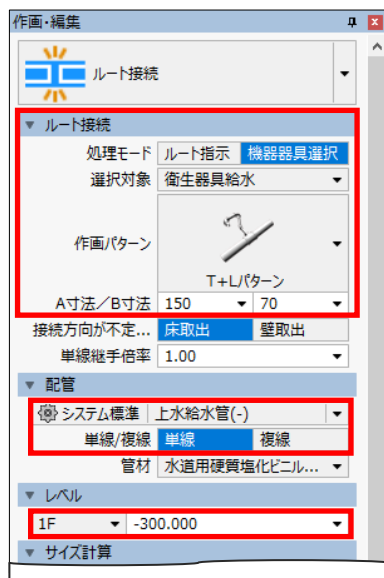 作画・編集
ルート接続
ルート接続
処理モード ルート指示 機器器具選択
選択対象 衛生器具給水
作画パターン
T+Lパターン
A寸法/B寸法 150 70
接続方向が不定... 床取出 壁取出
単線継手倍率 1.00
配管
システム標準 上水給水管(-)
単線/複線 単線 複線
管材 水道用硬質塩化ビニル...
レベル
1F -300.000
サイズ計算